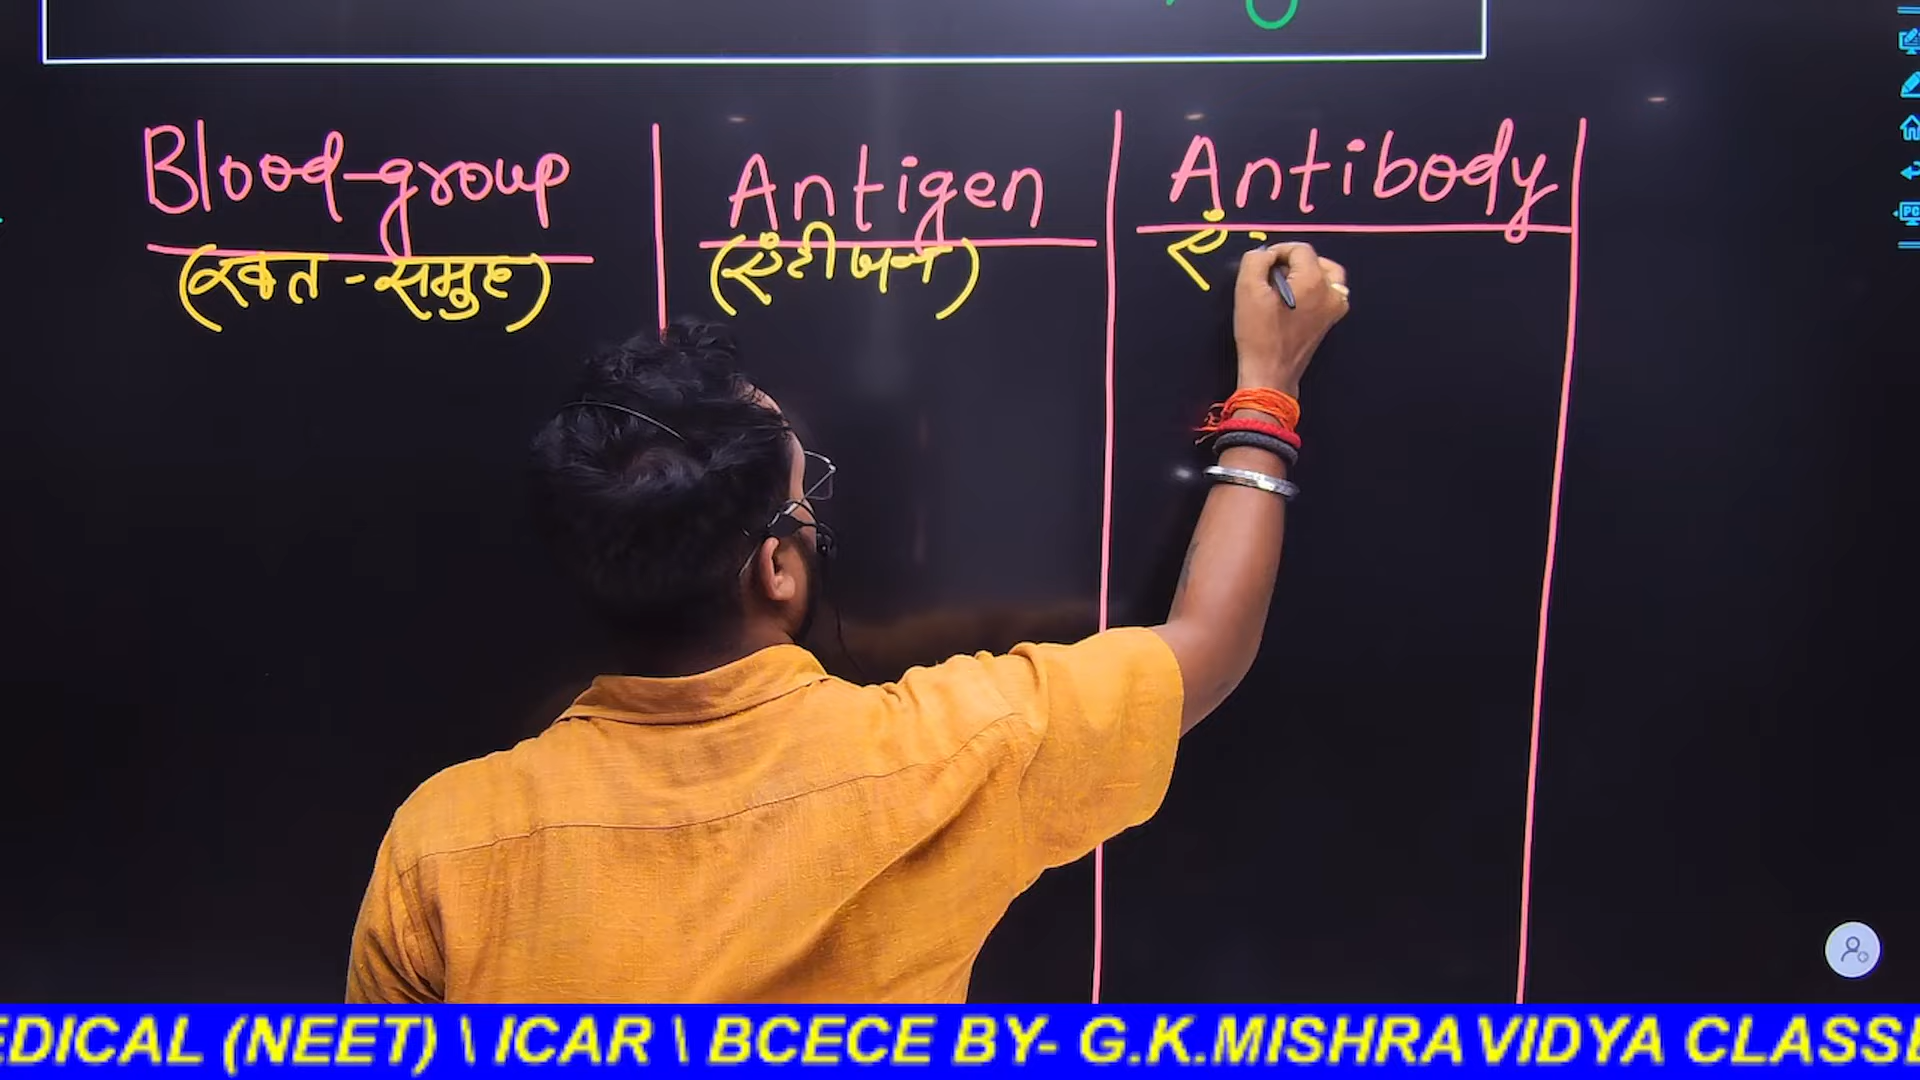 Blood-group Antigen Antibody
(रक्त - समुह) (एंटीजन) एं
EDICAL (NEET) \ ICAR \ BCECE BY- G.K.MISHRA VIDYA CLASSE